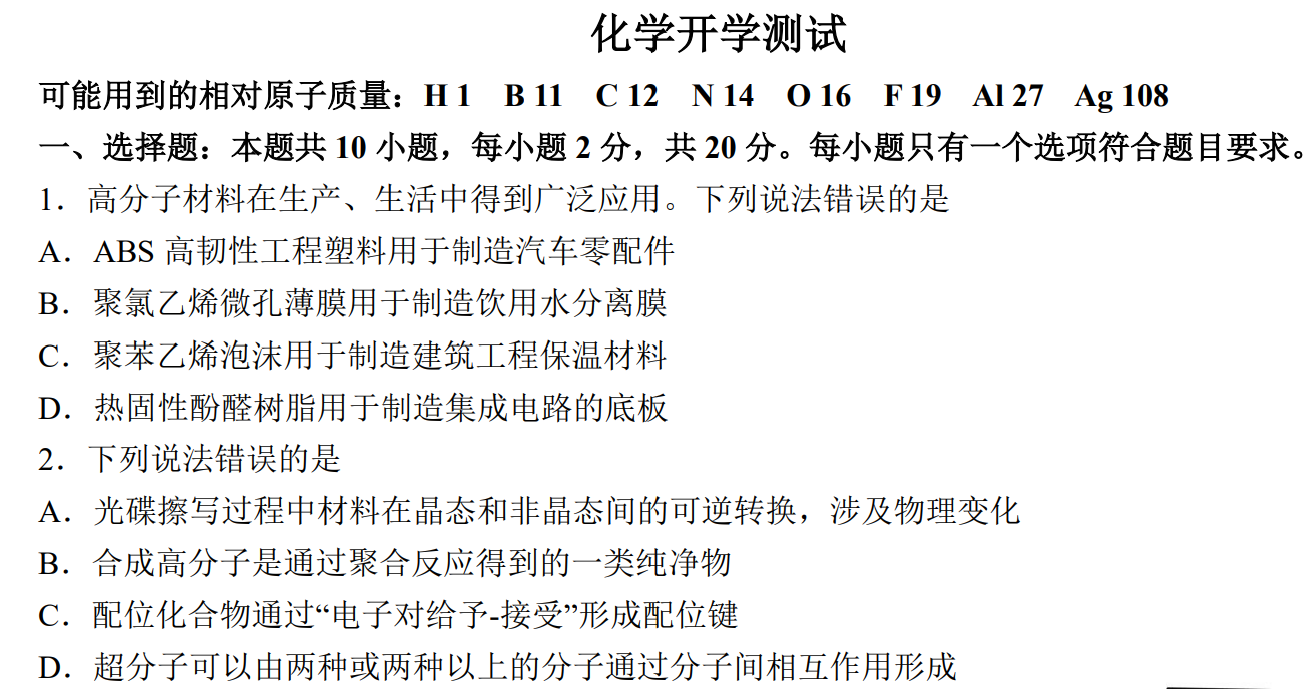 化学开学测试
可能用到的相对原子质量：H 1 B 11 C 12 N 14 O 16 F 19 Al 27 Ag 108
一、选择题：本题共 10 小题，每小题 2 分，共 20 分。每小题只有一个选项符合题目要求。
1．高分子材料在生产、生活中得到广泛应用。下列说法错误的是
A．ABS 高韧性工程塑料用于制造汽车零配件
B．聚氯乙烯微孔薄膜用于制造饮用水分离膜
C．聚苯乙烯泡沫用于制造建筑工程保温材料
D．热固性酚醛树脂用于制造集成电路的底板
2．下列说法错误的是
A．光碟擦写过程中材料在晶态和非晶态间的可逆转换，涉及物理变化
B．合成高分子是通过聚合反应得到的一类纯净物
C．配位化合物通过“电子对给予-接受”形成配位键
D．超分子可以由两种或两种以上的分子通过分子间相互作用形成